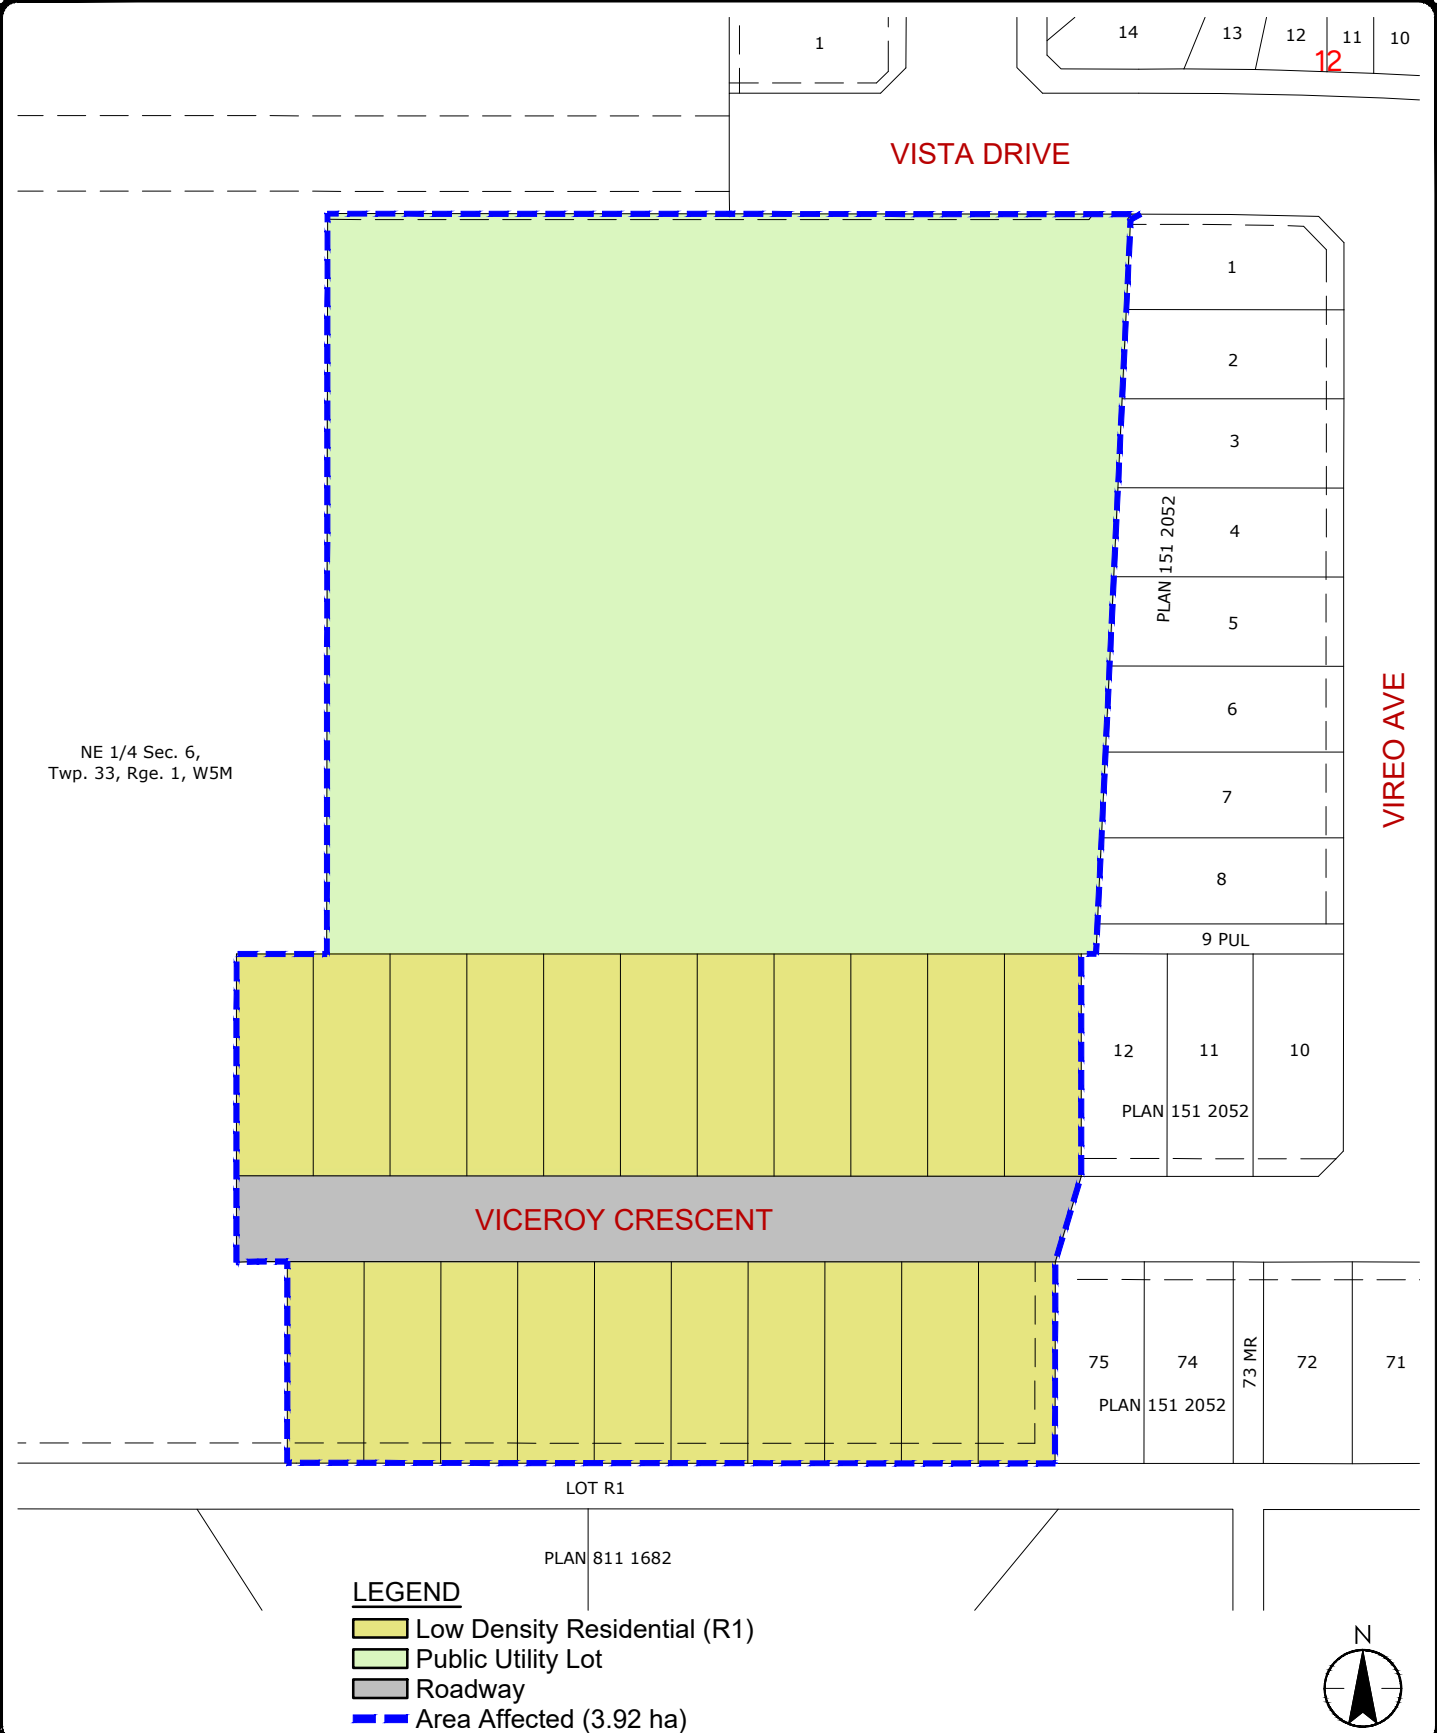 1
14
13
12
11
10
12
VISTA DRIVE
1
2
3
PLAN 151 2052
4
5
6
VIREO AVE
NE 1/4 Sec. 6,
Twp. 33, Rge. 1, W5M
7
8
9 PUL
12
11
10
PLAN 151 2052
VICEROY CRESCENT
75
74
73 MR
72
71
PLAN 151 2052
LOT R1
PLAN 811 1682
LEGEND
Low Density Residential (R1)
Public Utility Lot
Roadway
Area Affected (3.92 ha)
N